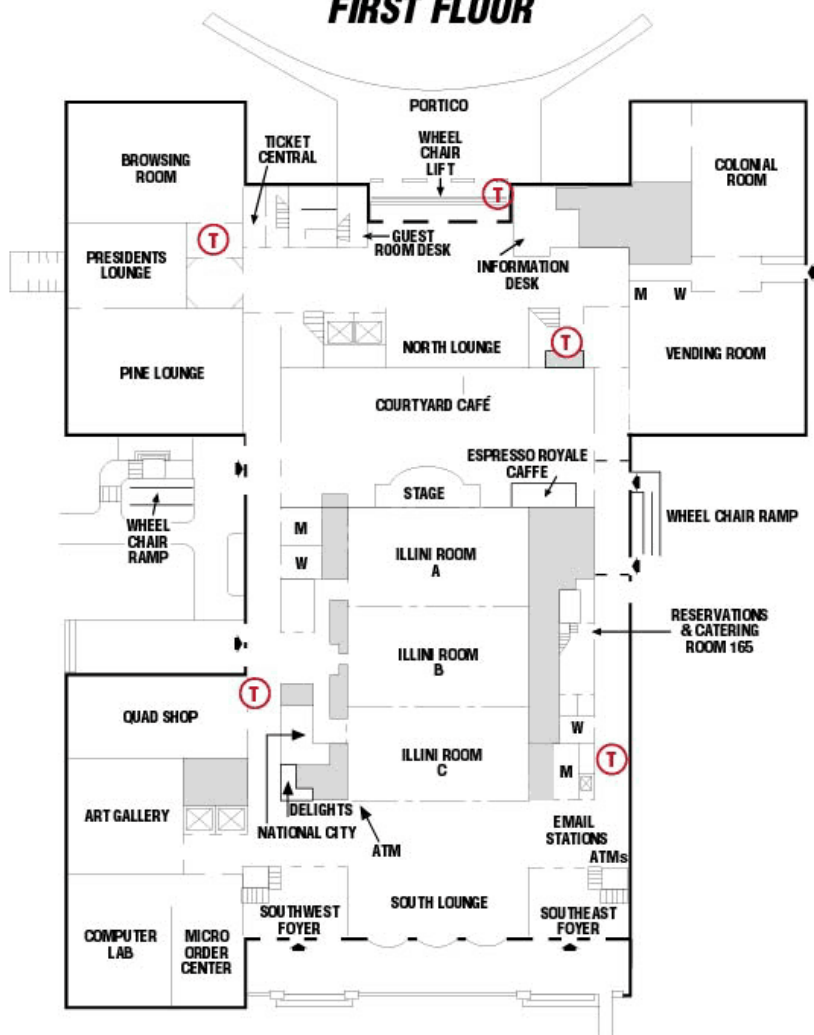 FIRST FLOOR
PORTICO
TICKET
CENTRAL
WHEEL
CHAIR
LIFT
BROWSING
ROOM
COLONIAL
ROOM
T
T
GUEST
ROOM DESK
PRESIDENTS
LOUNGE
INFORMATION
DESK
M
W
T
NORTH LOUNGE
VENDING ROOM
PINE LOUNGE
COURTYARD CAFÉ
ESPRESSO ROYALE
CAFFE
STAGE
WHEEL
CHAIR
RAMP
WHEEL CHAIR RAMP
M
W
ILLINI ROOM
A
RESERVATIONS
& CATERING
ROOM 165
ILLINI ROOM
B
T
QUAD SHOP
W
ILLINI ROOM
C
M
T
ART GALLERY
DELIGHTS
NATIONAL CITY
ATM
EMAIL
STATIONS
ATMs
SOUTH LOUNGE
SOUTHWEST
FOYER
SOUTHEAST
FOYER
COMPUTER
LAB
MICRO
ORDER
CENTER